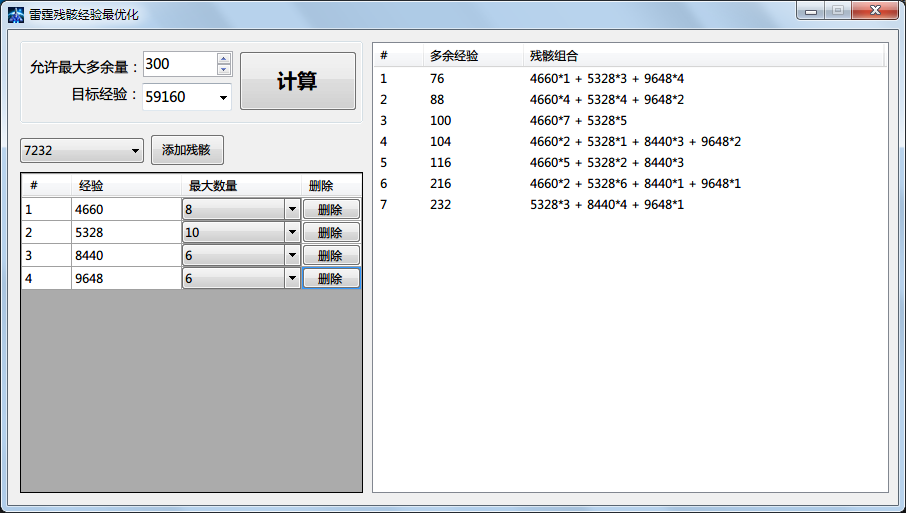 雷霆残骸经验最优化
允许最大多余量： 300
目标经验： 59160
计算
7232 添加残骸
# 经验 最大数量 删除
1 4660 8 删除
2 5328 10 删除
3 8440 6 删除
4 9648 6 删除
# 多余经验 残骸组合
1 76 4660*1 + 5328*3 + 9648*4
2 88 4660*4 + 5328*4 + 9648*2
3 100 4660*7 + 5328*5
4 104 4660*2 + 5328*1 + 8440*3 + 9648*2
5 116 4660*5 + 5328*2 + 8440*3
6 216 4660*2 + 5328*6 + 8440*1 + 9648*1
7 232 5328*3 + 8440*4 + 9648*1